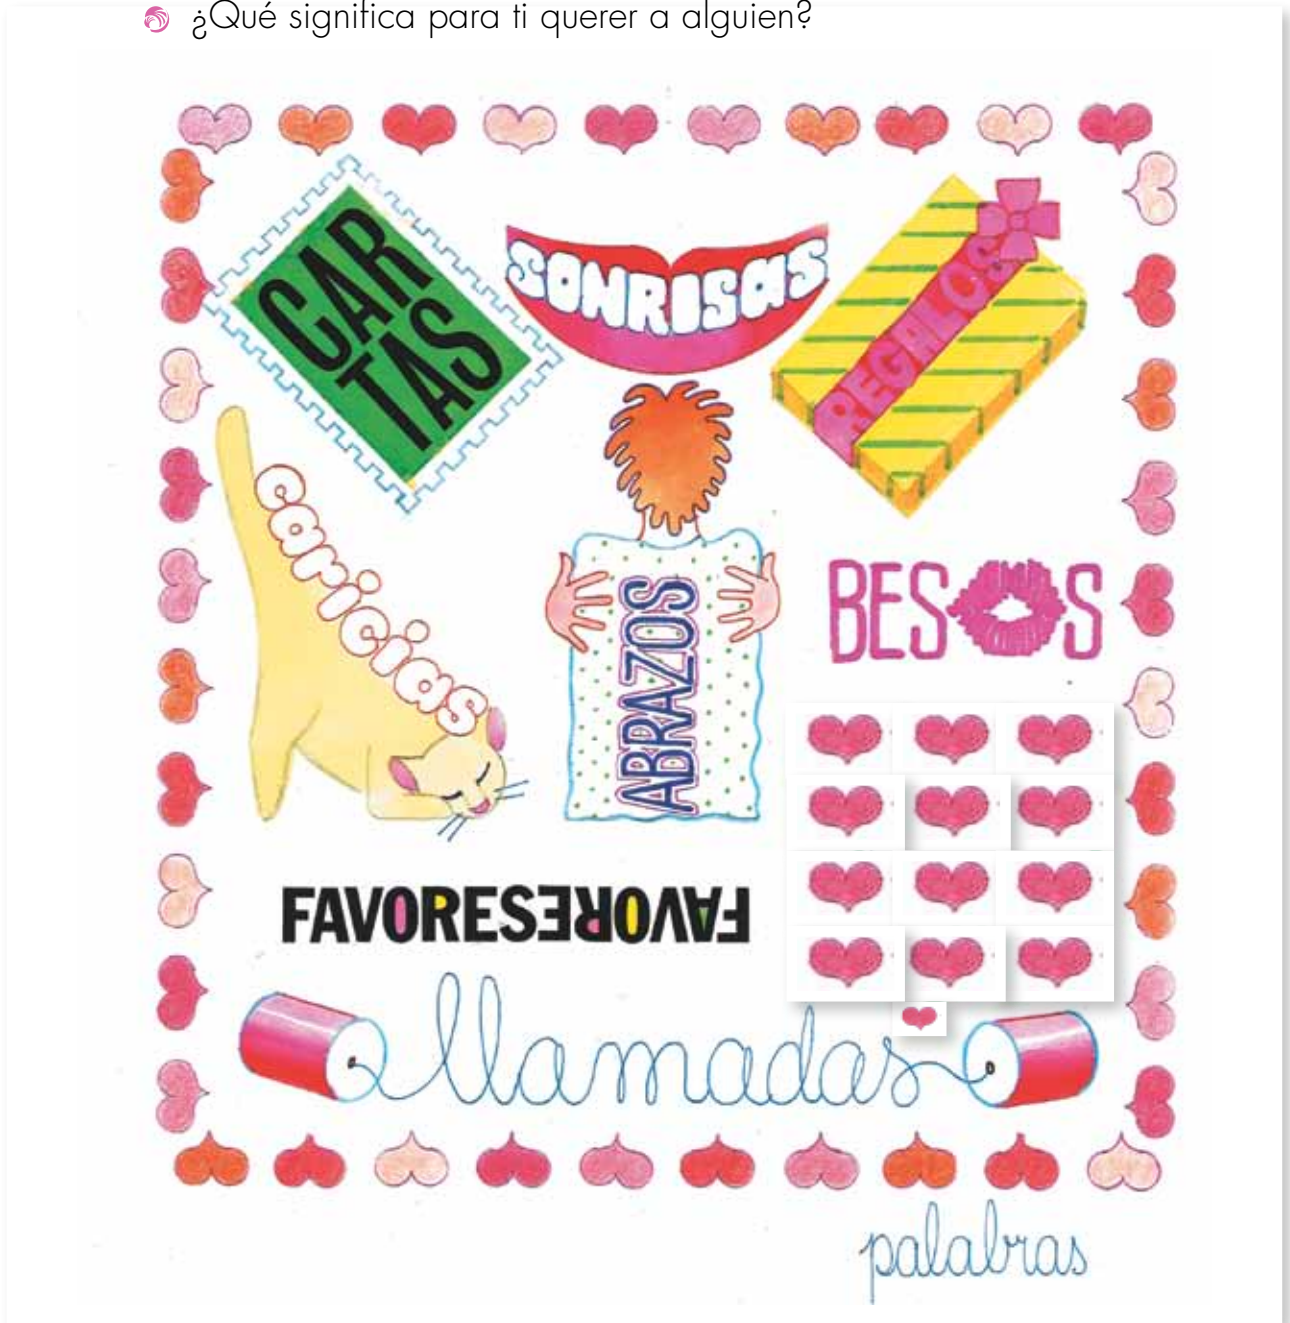 ¿Qué significa para ti querer a alguien?
CAR
TAS
SONRISAS
REGALOS
caricias
ABRAZOS
BESOS
FAVORESFAVORES
llamadas
palabras